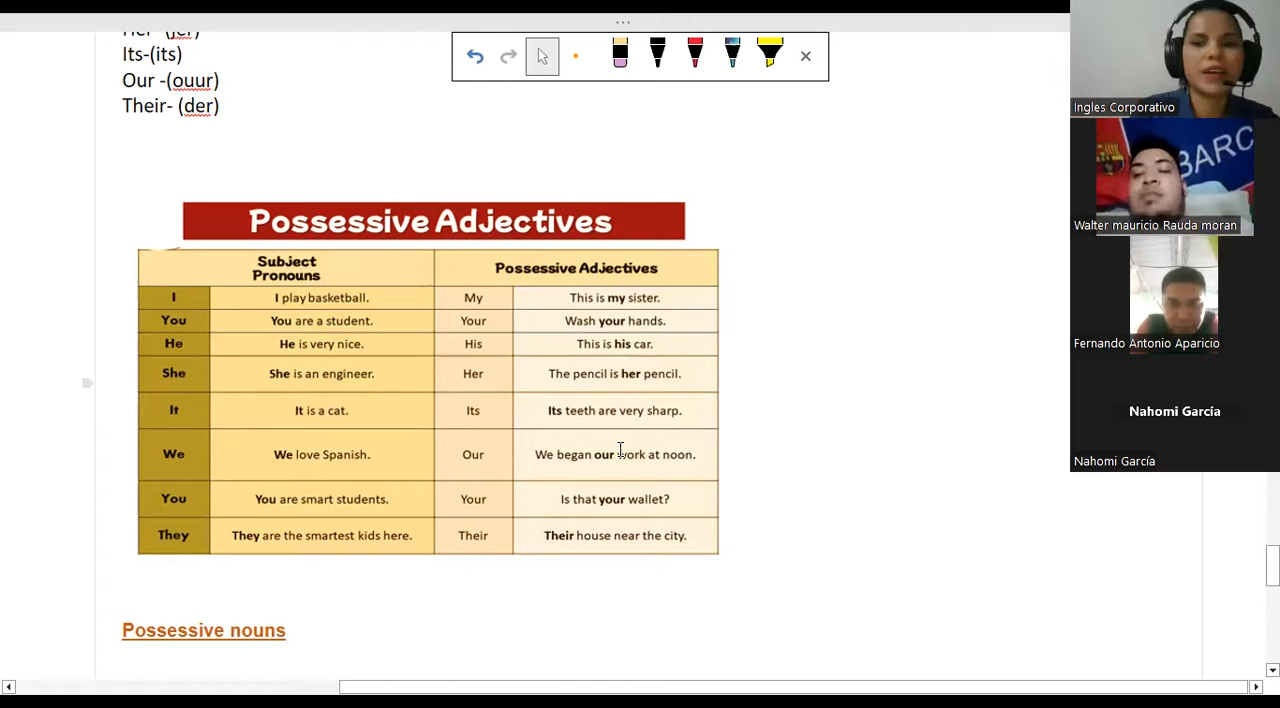 Her -(jer)
Its-(its)
Our -(ouur)
Their- (der)
Possessive Adjectives
Subject Pronouns Possessive Adjectives
I I play basketball. My This is my sister.
You You are a student. Your Wash your hands.
He He is very nice. His This is his car.
She She is an engineer. Her The pencil is her pencil.
It It is a cat. Its Its teeth are very sharp.
We We love Spanish. Our We began our work at noon.
You You are smart students. Your Is that your wallet?
They They are the smartest kids here. Their Their house near the city.
Possessive nouns
Ingles Corporativo
BARC
Walter mauricio Rauda moran
Fernando Antonio Aparicio
Nahomi García
Nahomi García